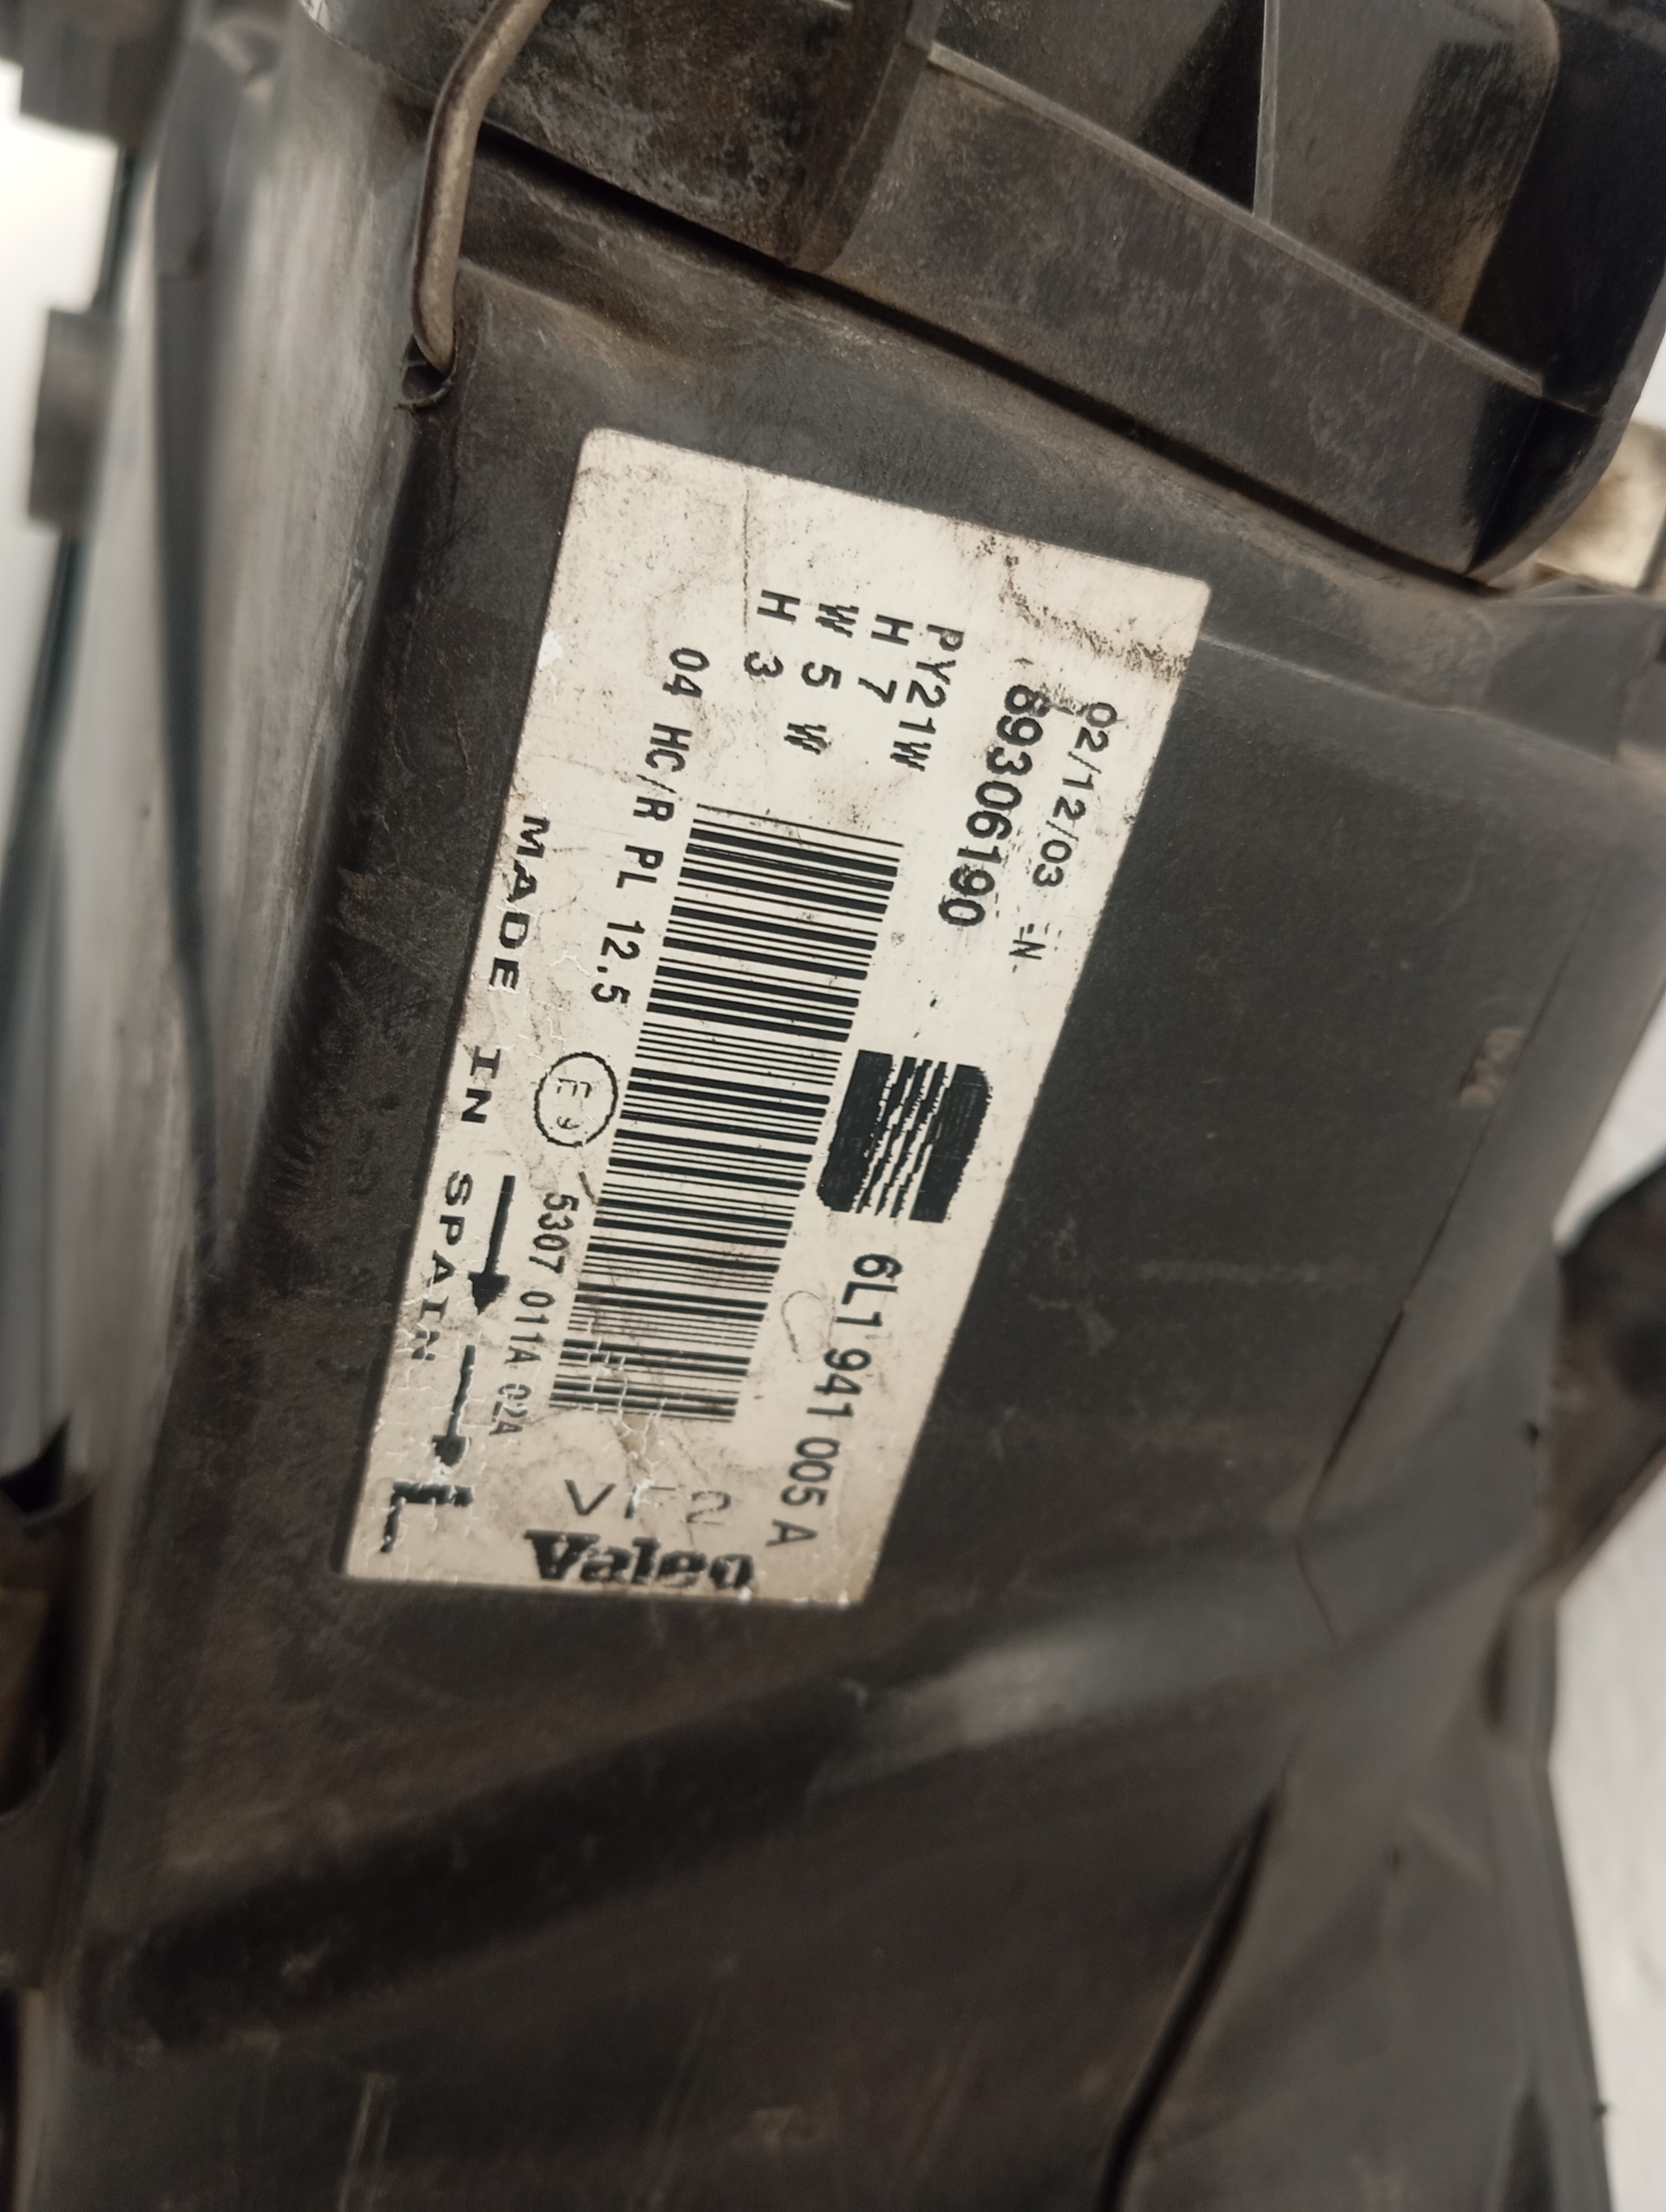 02/12/03 -N-
89306190
6L1 941 005 A
PY21W
H 7
W 5 W
H 3
04 HC/R PL 12.5
E9
5307 011A 02A
L
MADE IN SPAIN
Valeo